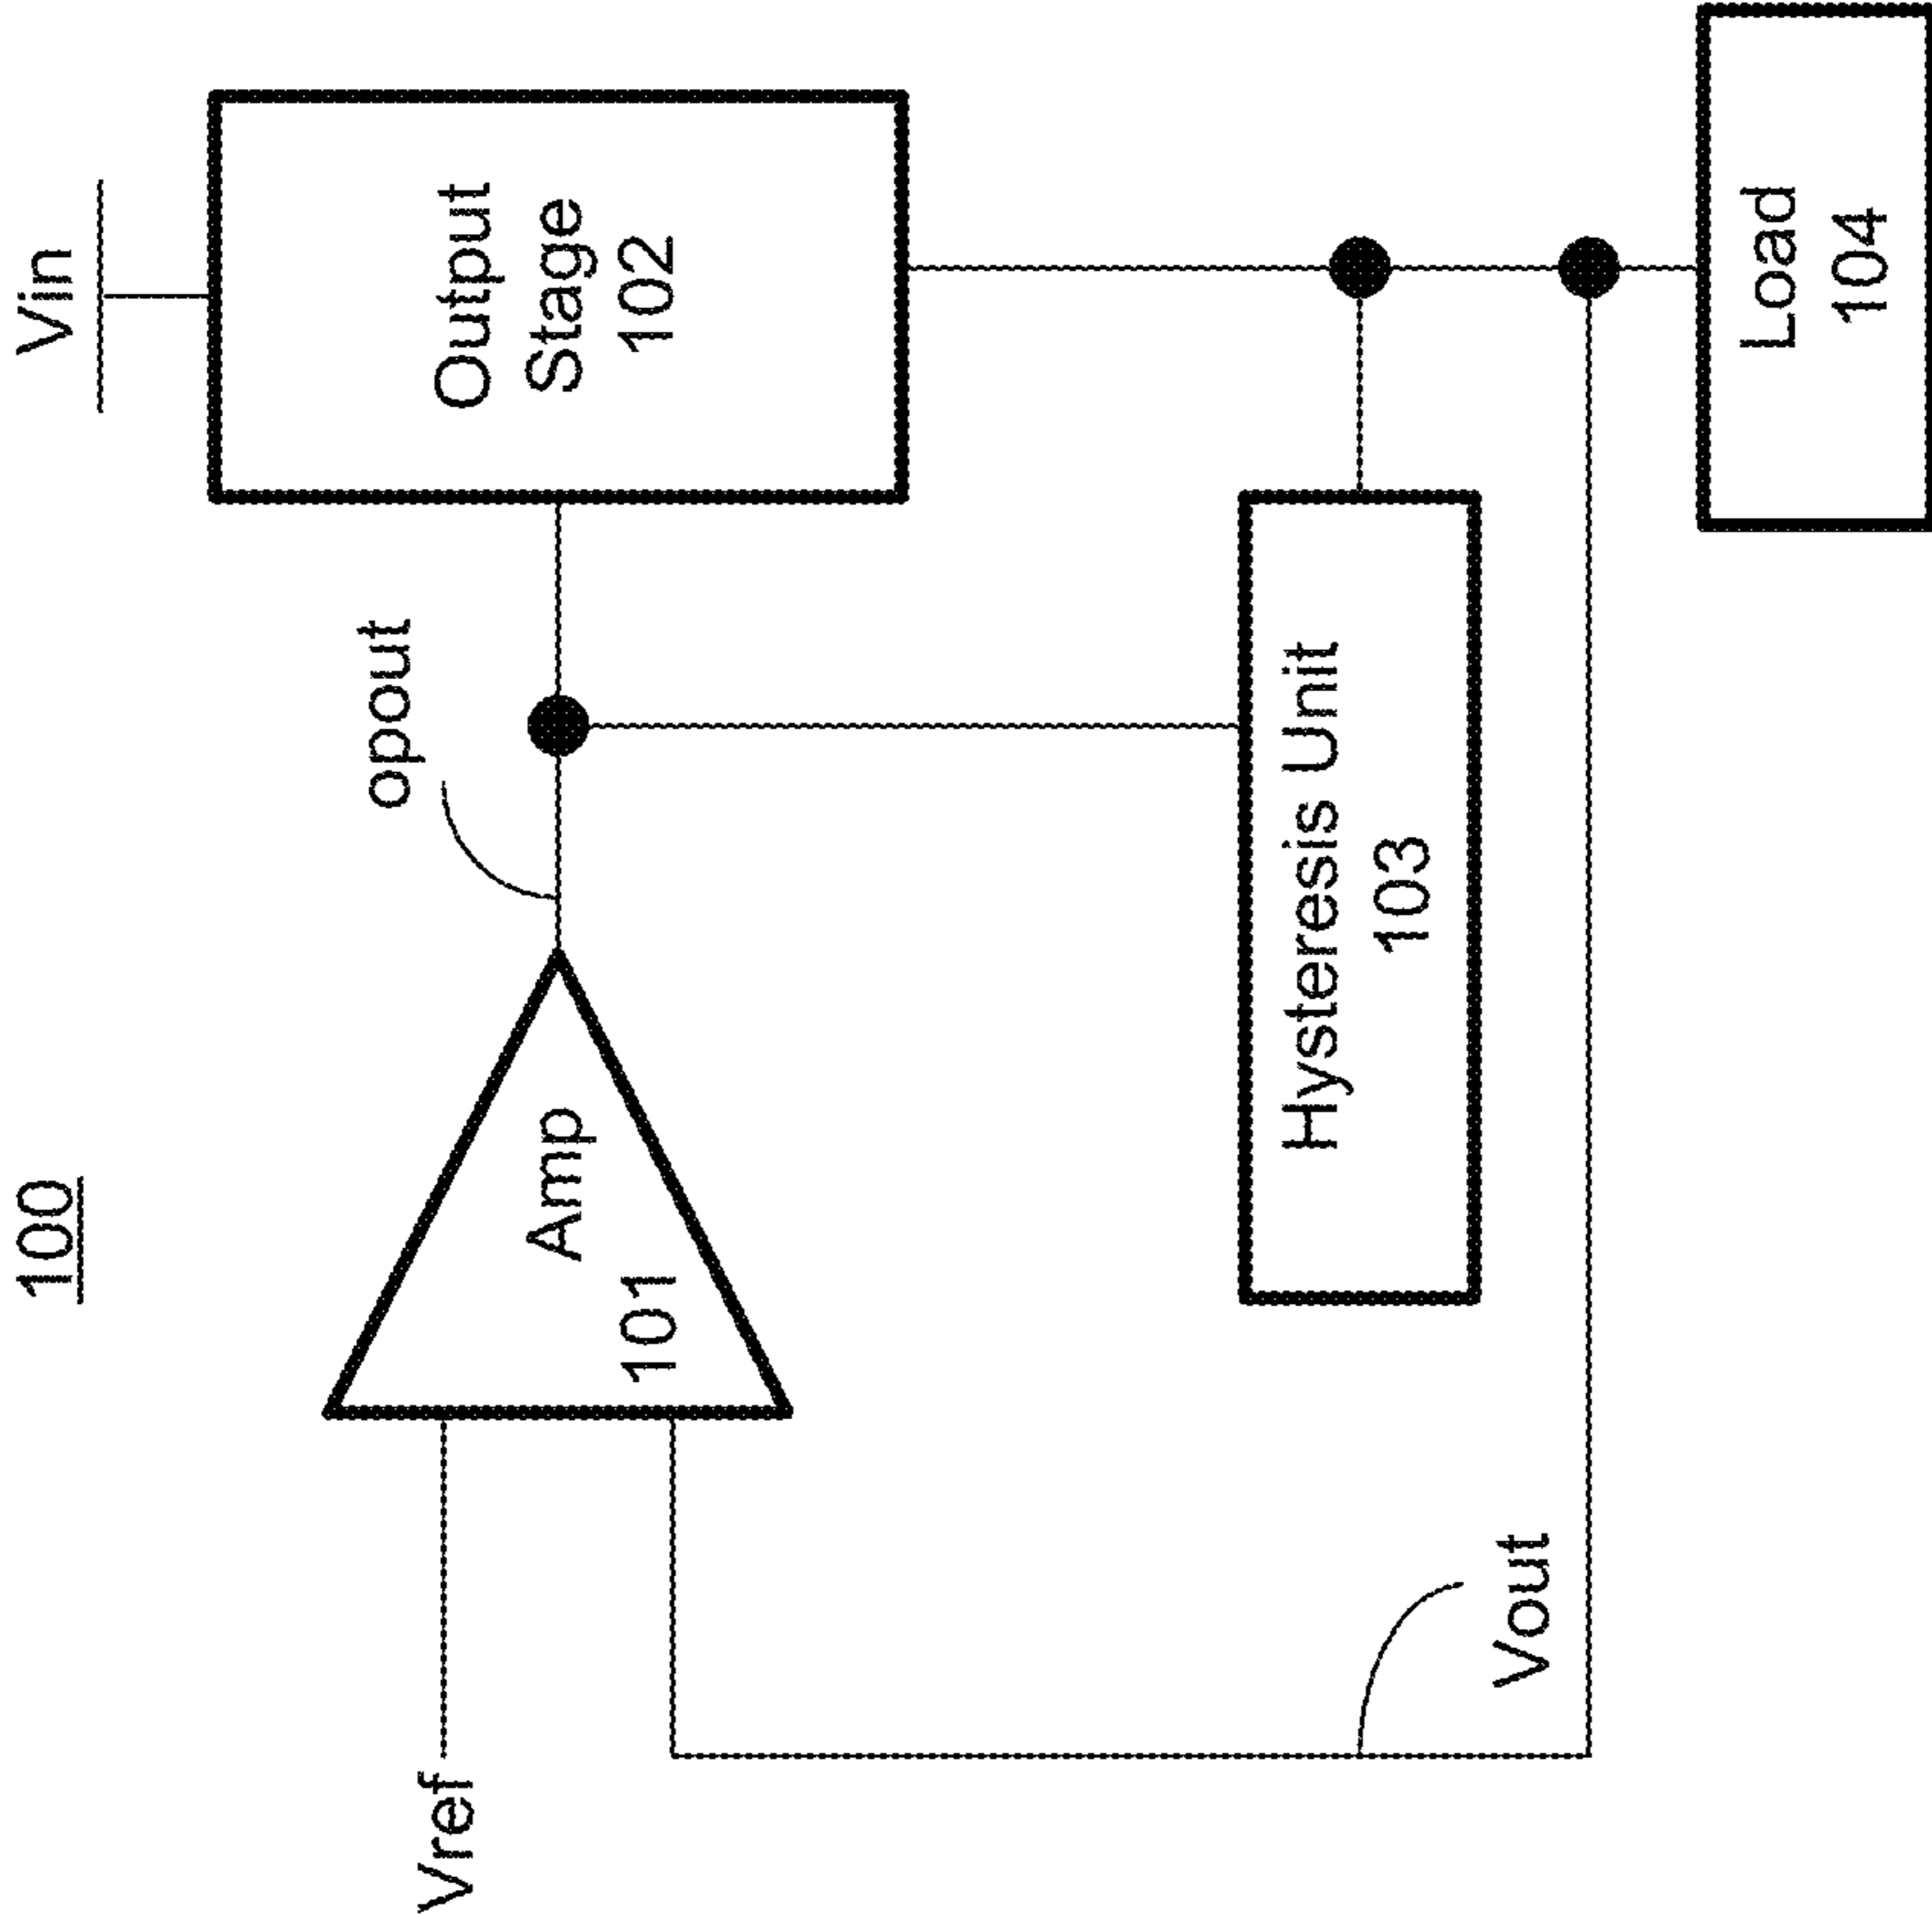 100
Vin
Vref
opout
Output
Stage
102
Amp
101
Hysteresis Unit
103
Vout
Load
104